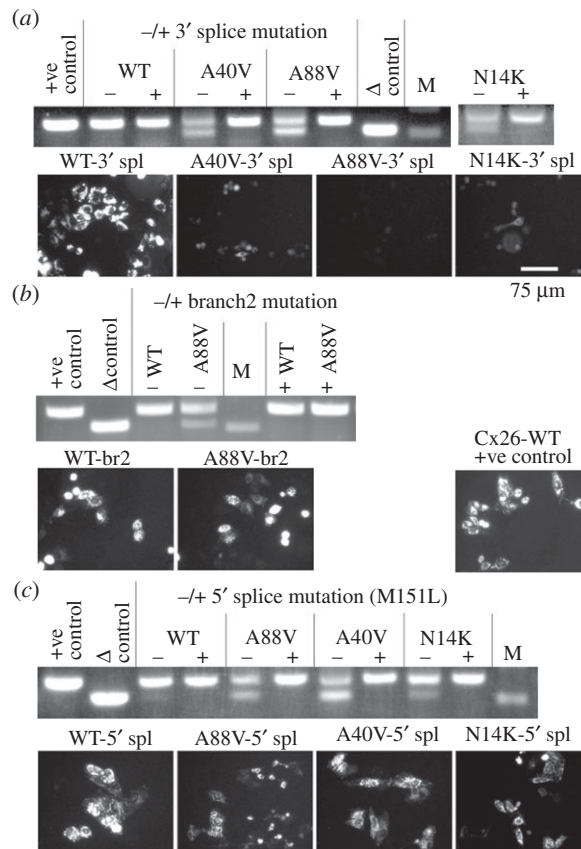 (a)
–/+ 3′ splice mutation
+ve control
WT
A40V
A88V
Δ control
M
N14K
– + – + – + – +
WT-3′ spl
A40V-3′ spl
A88V-3′ spl
N14K-3′ spl
75 µm
(b)
–/+ branch2 mutation
+ve control
Δcontrol
– WT
– A88V
M
+ WT
+ A88V
WT-br2
A88V-br2
Cx26-WT
+ve control
(c)
–/+ 5′ splice mutation (M151L)
+ve control
Δ control
WT
A88V
A40V
N14K
M
– + – + – + – +
WT-5′ spl
A88V-5′ spl
A40V-5′ spl
N14K-5′ spl